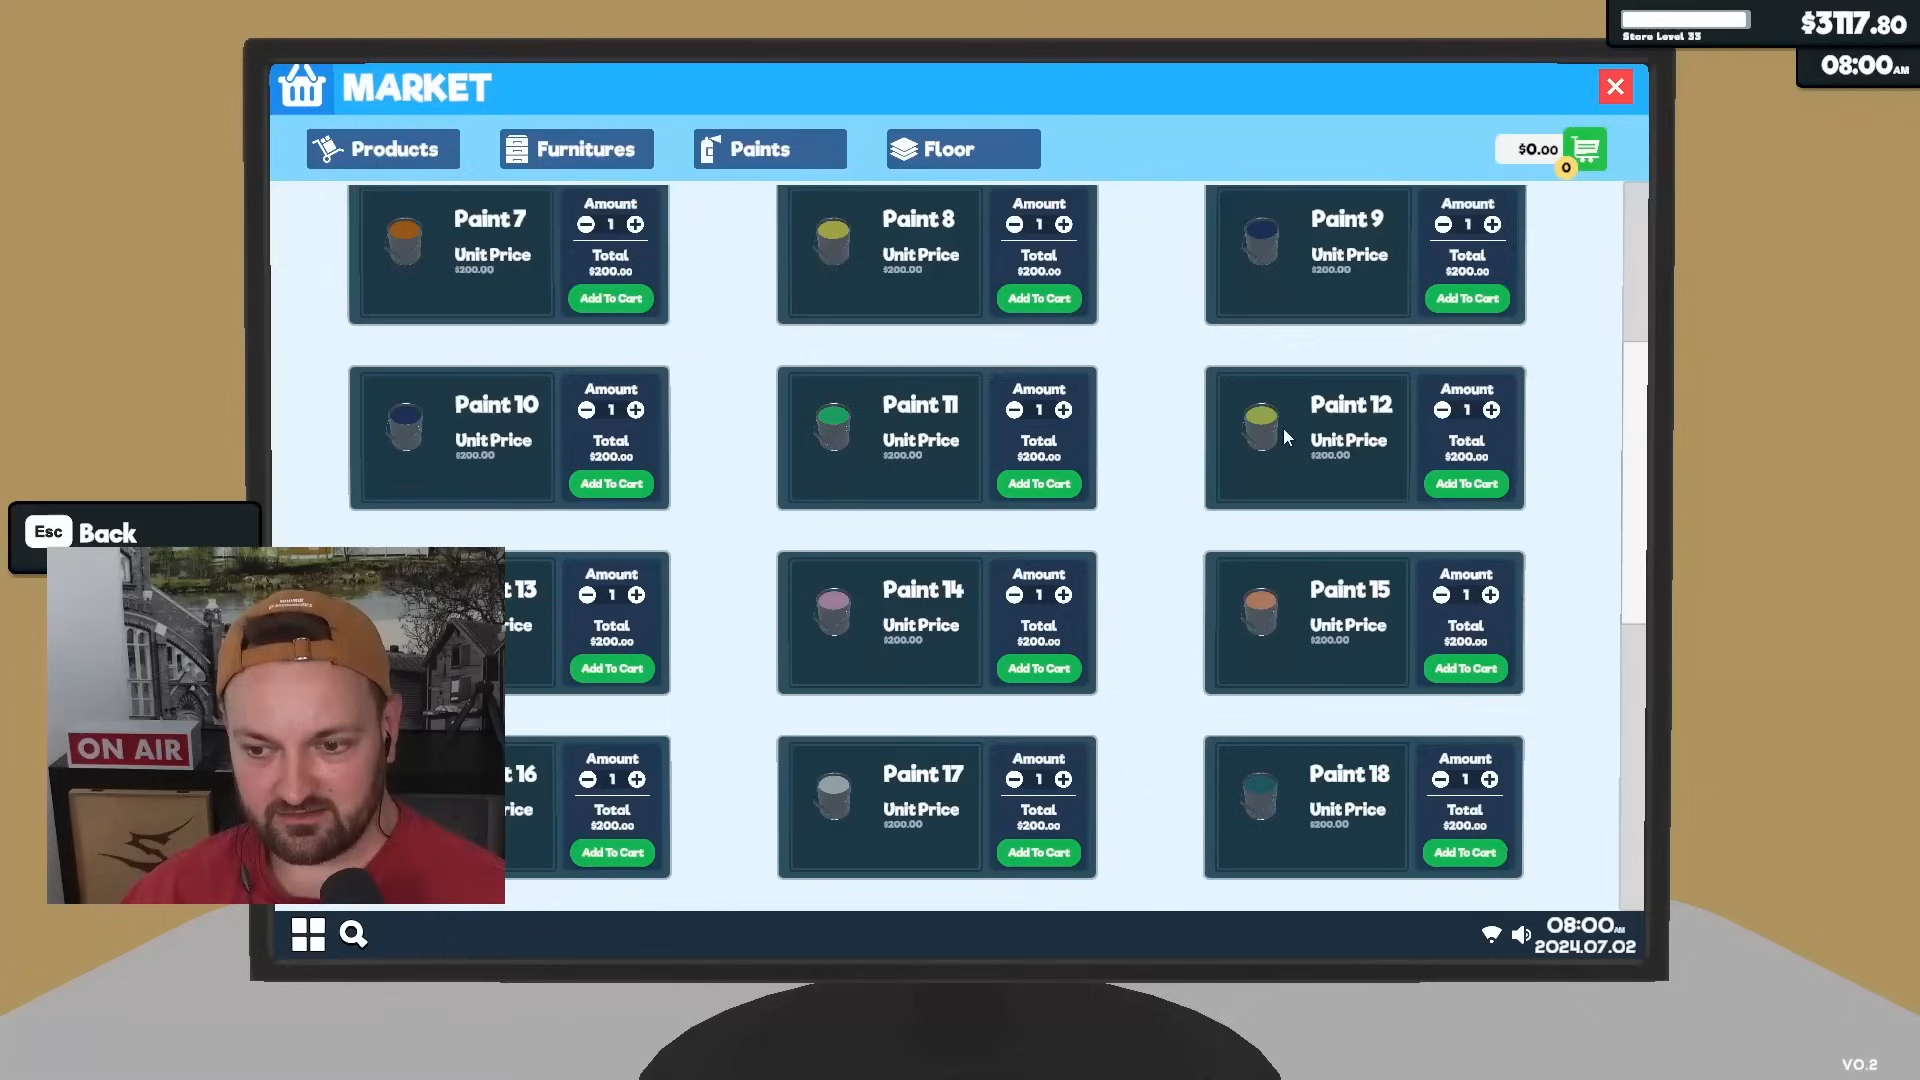 $3117.80
Store Level 33
08:00AM
MARKET
Products
Furnitures
Paints
Floor
$0.00
0
Paint 7
Unit Price
$200.00
Amount
1
Total
$200.00
Add To Cart
Paint 8
Unit Price
$200.00
Amount
1
Total
$200.00
Add To Cart
Paint 9
Unit Price
$200.00
Amount
1
Total
$200.00
Add To Cart
Paint 10
Unit Price
$200.00
Amount
1
Total
$200.00
Add To Cart
Paint 11
Unit Price
$200.00
Amount
1
Total
$200.00
Add To Cart
Paint 12
Unit Price
$200.00
Amount
1
Total
$200.00
Add To Cart
Esc Back
t 13
rice
Amount
1
Total
$200.00
Add To Cart
Paint 14
Unit Price
$200.00
Amount
1
Total
$200.00
Add To Cart
Paint 15
Unit Price
$200.00
Amount
1
Total
$200.00
Add To Cart
ON AIR
t 16
rice
Amount
1
Total
$200.00
Add To Cart
Paint 17
Unit Price
$200.00
Amount
1
Total
$200.00
Add To Cart
Paint 18
Unit Price
$200.00
Amount
1
Total
$200.00
Add To Cart
08:00AM
2024.07.02
V0.2